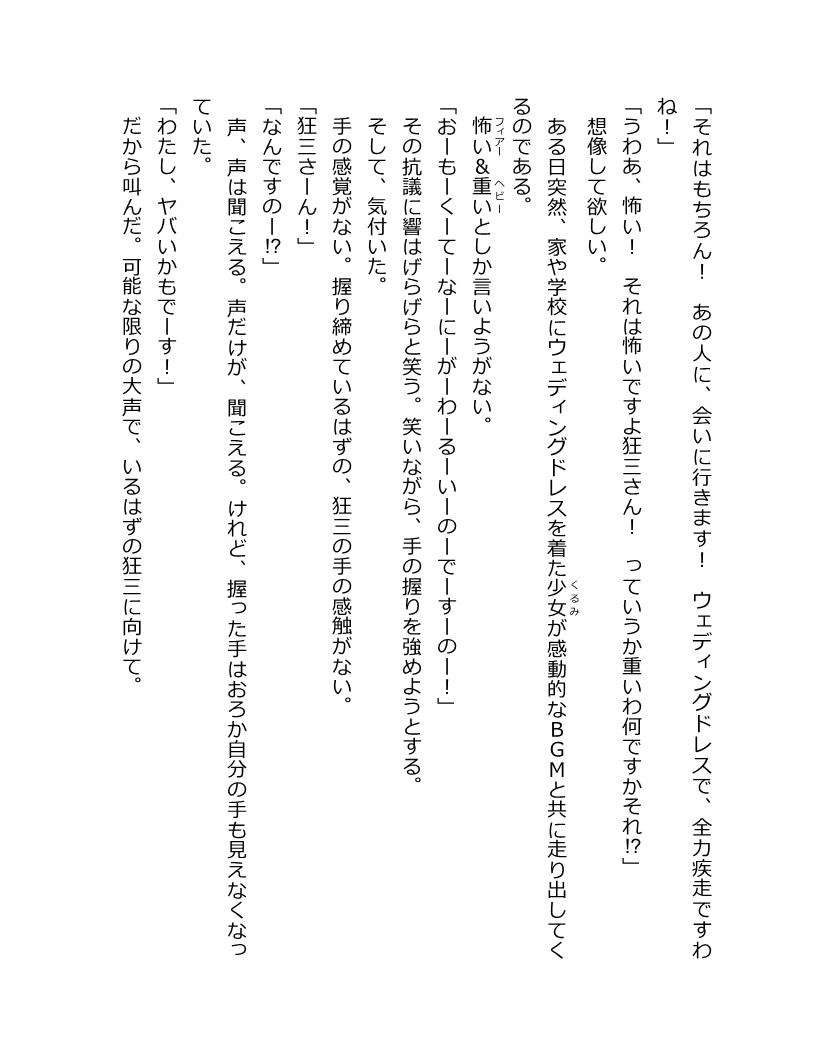 「それはもちろん！　あの人に、会いに行きます！　ウェディングドレスで、全力疾走ですわ
ね！」
「うわあ、怖い！　それは怖いですよ狂三さん！　っていうか重いわ何ですかそれ!?」
　想像して欲しい。
　ある日突然、家や学校にウェディングドレスを着た少女くるみが感動的なＢＧＭと共に走り出してく
るのである。
　怖フィアーい＆重ヘビーいとしか言いようがない。
「おーもーくーてーなーにーがーわーるーいーのーでーすーのー！」
　その抗議に響はげらげらと笑う。笑いながら、手の握りを強めようとする。
　そして、気付いた。
　手の感覚がない。握り締めているはずの、狂三の手の感触がない。
「狂三さーん！」
「なんですのー!?」
　声、声は聞こえる。声だけが、聞こえる。けれど、握った手はおろか自分の手も見えなくなっ
ていた。
「わたし、ヤバいかもでーす！」
　だから叫んだ。可能な限りの大声で、いるはずの狂三に向けて。